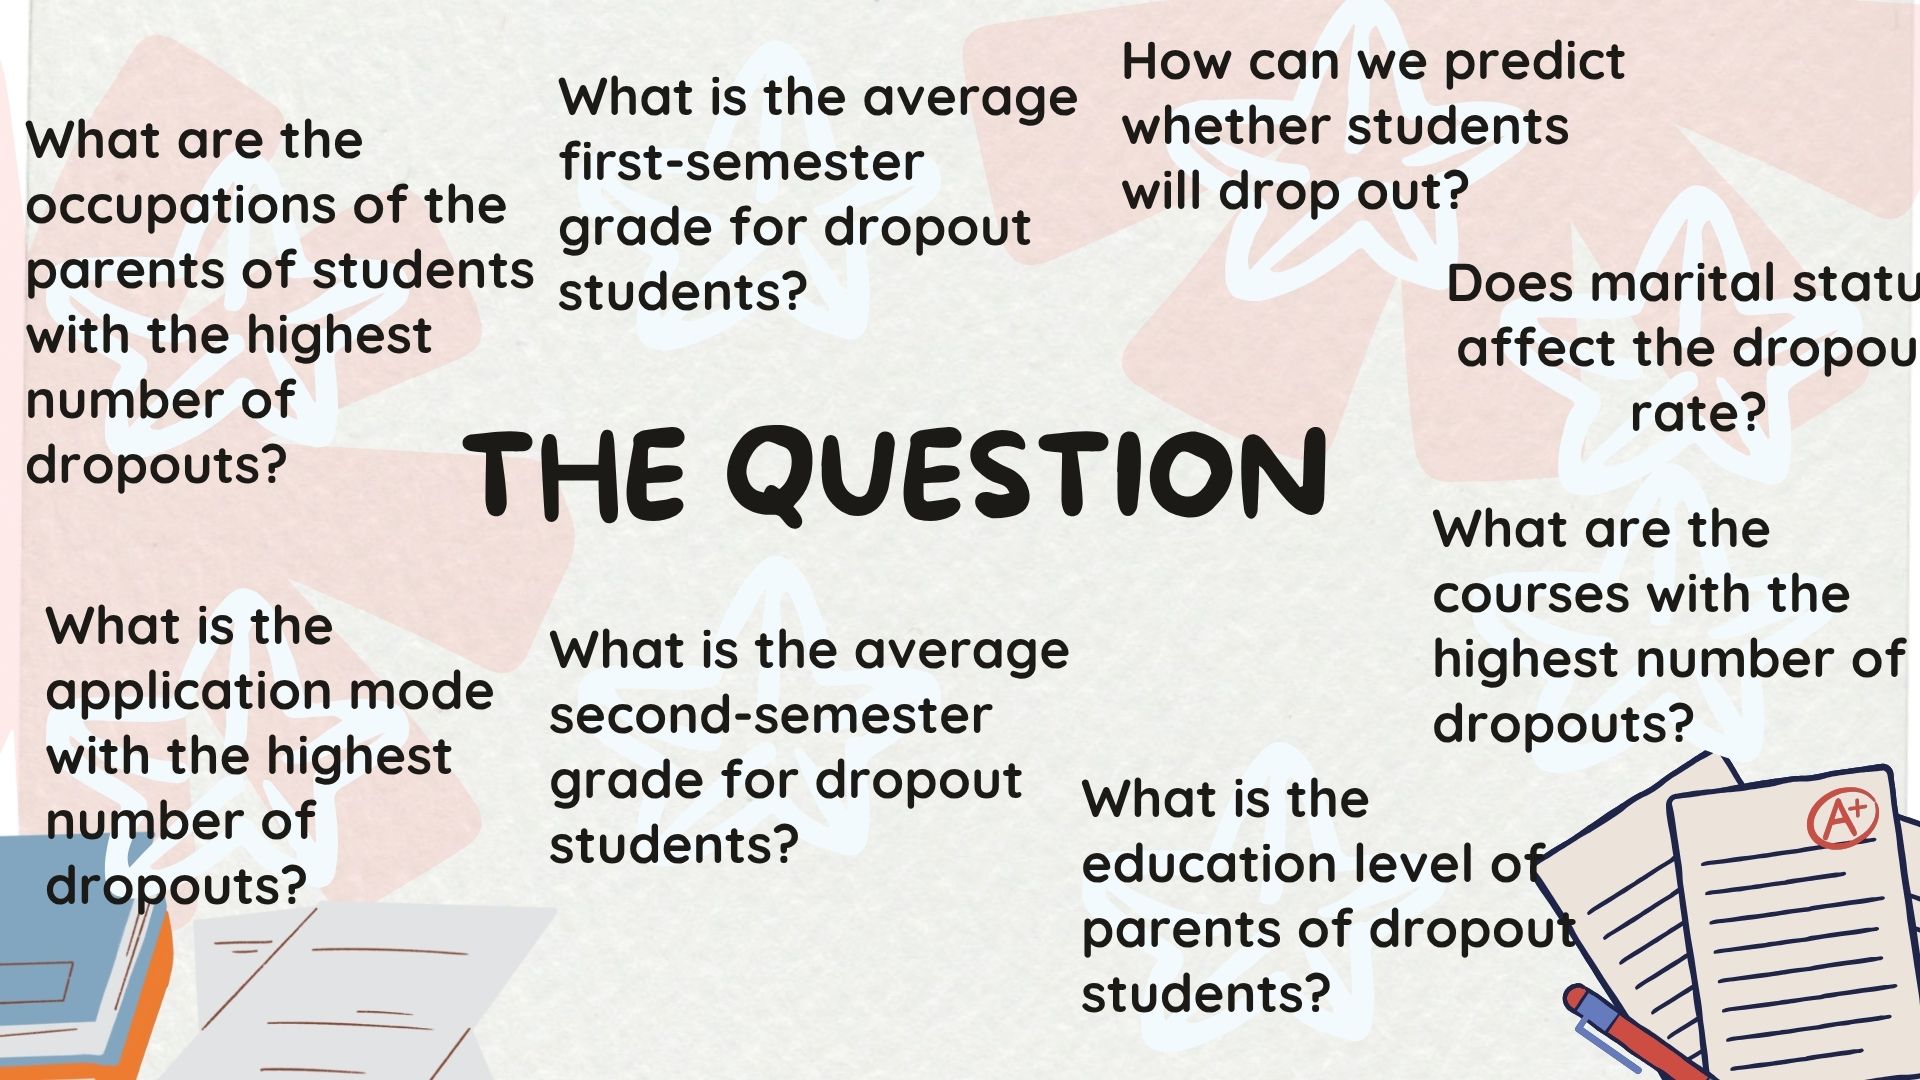 What are the
occupations of the
parents of students
with the highest
number of
dropouts?
What is the average
first-semester
grade for dropout
students?
How can we predict
whether students
will drop out?
Does marital statu
affect the dropou
rate?
THE QUESTION
What is the
application mode
with the highest
number of
dropouts?
What is the average
second-semester
grade for dropout
students?
What are the
courses with the
highest number of
dropouts?
What is the
education level of
parents of dropout
students?
A+